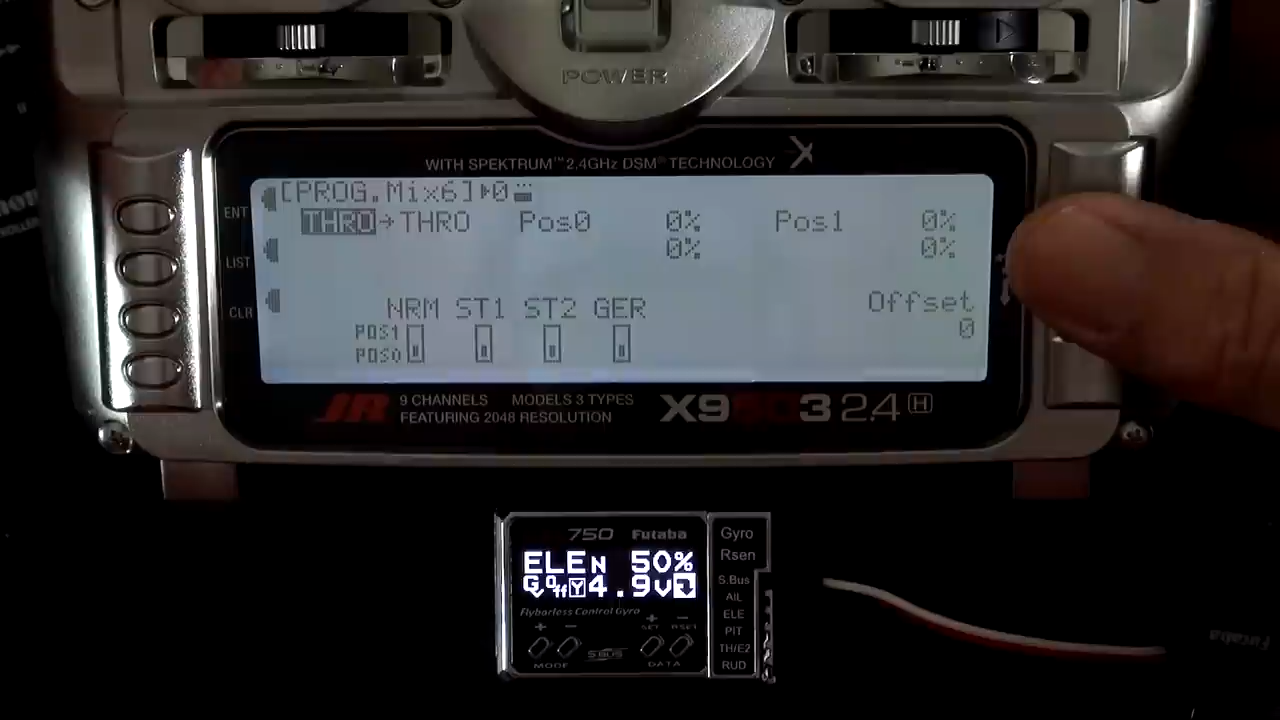 POWER
WITH SPEKTRUM™ 2.4GHz DSM® TECHNOLOGY X
ENT
LIST
CLR
[PROG.Mix6]▶0
THRO→THRO Pos0 0% Pos1 0%
0% 0%
NRM ST1 ST2 GER Offset
POS1 0
POS0
JR 9 CHANNELS MODELS 3 TYPES
FEATURING 2048 RESOLUTION
X9303 2.4 H
750 Futaba
ELEn 50%
4.9v
Flybarless Control Gyro
+ − + −
SET RSET
MODE S.BUS DATA
Gyro
Rsen
S.Bus
AIL
ELE
PIT
TH/E2
RUD
Futaba